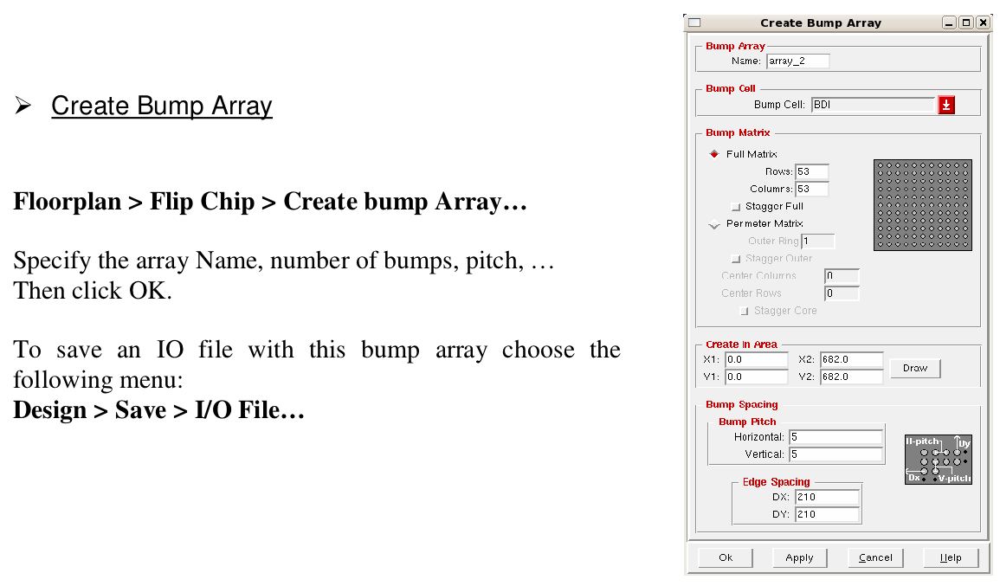 ➢ Create Bump Array
Floorplan > Flip Chip > Create bump Array…
Specify the array Name, number of bumps, pitch, …
Then click OK.
To save an IO file with this bump array choose the
following menu:
Design > Save > I/O File…
Create Bump Array
Bump Array
Name: array_2
Bump Cell
Bump Cell: BDI
Bump Matrix
Full Matrix
Rows: 53
Columns: 53
Stagger Full
Perimeter Matrix
Outer Ring 1
Stagger Outer
Center Columns 0
Center Rows 0
Stagger Core
Create In Area
X1: 0.0 X2: 682.0
Y1: 0.0 Y2: 682.0
Draw
Bump Spacing
Bump Pitch
Horizontal: 5
Vertical: 5
H-pitch Dy
Dx V-pitch
Edge Spacing
DX: 210
DY: 210
Ok Apply Cancel Help